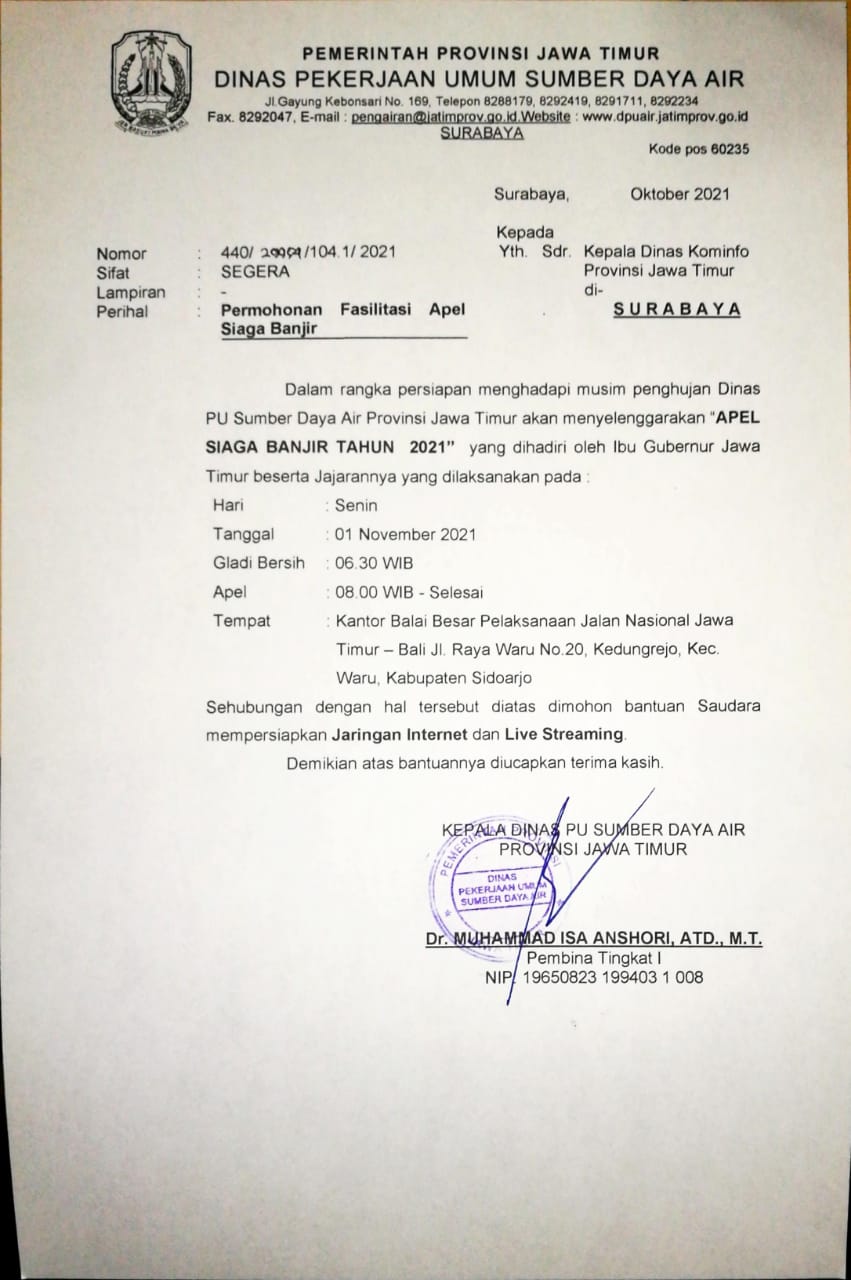 PEMERINTAH PROVINSI JAWA TIMUR
DINAS PEKERJAAN UMUM SUMBER DAYA AIR
Jl.Gayung Kebonsari No. 169, Telepon 8288179, 8292419, 8291711, 8292234
Fax. 8292047, E-mail : pengairan@jatimprov.go.id.Website : www.dpuair.jatimprov.go.id
SURABAYA
Kode pos 60235
Surabaya, Oktober 2021
Kepada
Yth. Sdr. Kepala Dinas Kominfo
Provinsi Jawa Timur
di-
SURABAYA
Nomor : 440/ /104.1/ 2021
Sifat : SEGERA
Lampiran : -
Perihal : Permohonan Fasilitasi Apel
Siaga Banjir
Dalam rangka persiapan menghadapi musim penghujan Dinas
PU Sumber Daya Air Provinsi Jawa Timur akan menyelenggarakan "APEL
SIAGA BANJIR TAHUN 2021" yang dihadiri oleh Ibu Gubernur Jawa
Timur beserta Jajarannya yang dilaksanakan pada :
Hari : Senin
Tanggal : 01 November 2021
Gladi Bersih : 06.30 WIB
Apel : 08.00 WIB - Selesai
Tempat : Kantor Balai Besar Pelaksanaan Jalan Nasional Jawa
Timur – Bali Jl. Raya Waru No.20, Kedungrejo, Kec.
Waru, Kabupaten Sidoarjo
Sehubungan dengan hal tersebut diatas dimohon bantuan Saudara
mempersiapkan Jaringan Internet dan Live Streaming.
Demikian atas bantuannya diucapkan terima kasih.
KEPALA DINAS PU SUMBER DAYA AIR
PROVINSI JAWA TIMUR
PEMERINTAH PROVINSI
DINAS
PEKERJAAN UMUM
SUMBER DAYA AIR
Dr. MUHAMMAD ISA ANSHORI, ATD., M.T.
Pembina Tingkat I
NIP. 19650823 199403 1 008